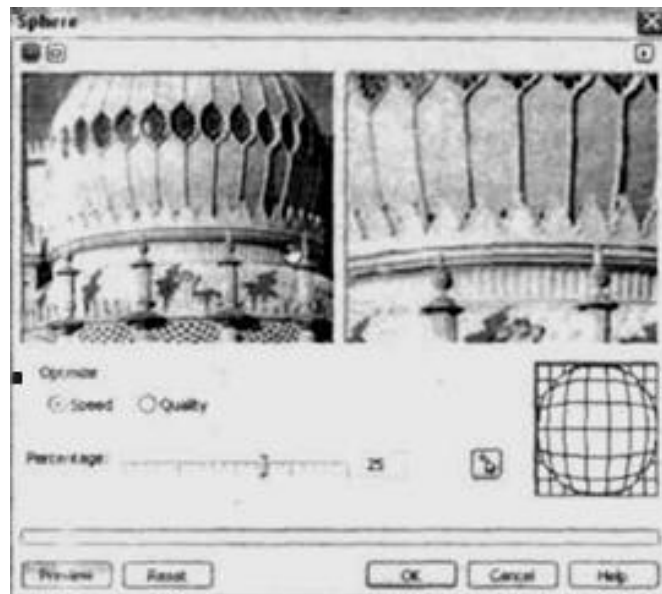 Sphere
Optimize
Speed Quality
Percentage: 25
Preview Reset OK Cancel Help